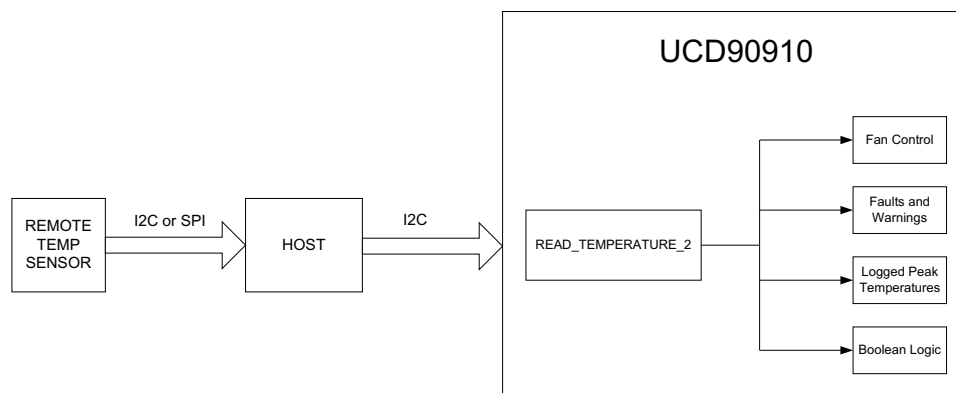 UCD90910
REMOTE
TEMP
SENSOR
I2C or SPI
HOST
I2C
READ_TEMPERATURE_2
Fan Control
Faults and
Warnings
Logged Peak
Temperatures
Boolean Logic